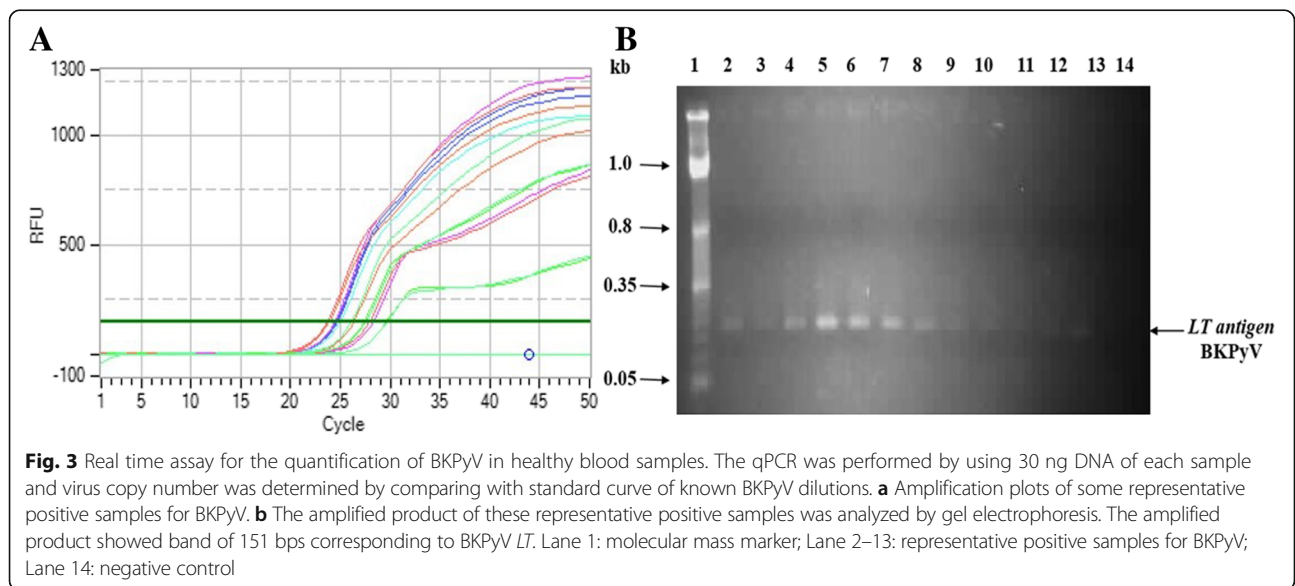 A
1300
1000
500
-100
RFU
1 5 10 15 20 25 30 35 40 45 50
Cycle
B
kb 1 2 3 4 5 6 7 8 9 10 11 12 13 14
1.0
0.8
0.35
0.05
LT antigen
BKPyV
Fig. 3 Real time assay for the quantification of BKPyV in healthy blood samples. The qPCR was performed by using 30 ng DNA of each sample
and virus copy number was determined by comparing with standard curve of known BKPyV dilutions. a Amplification plots of some representative
positive samples for BKPyV. b The amplified product of these representative positive samples was analyzed by gel electrophoresis. The amplified
product showed band of 151 bps corresponding to BKPyV LT. Lane 1: molecular mass marker; Lane 2–13: representative positive samples for BKPyV;
Lane 14: negative control